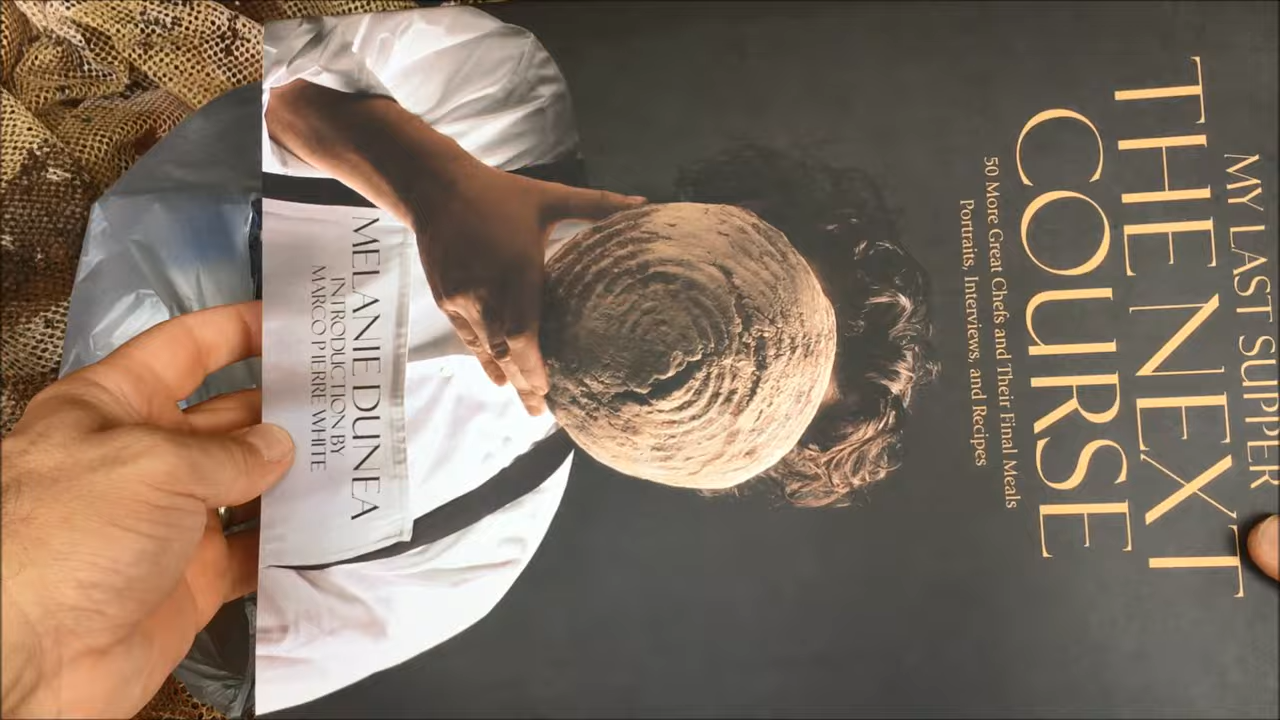 MY LAST SUPPER
THE NEXT
COURSE
50 More Great Chefs and Their Final Meals
Portraits, Interviews, and Recipes
MELANIE DUNEA
INTRODUCTION BY
MARCO PIERRE WHITE